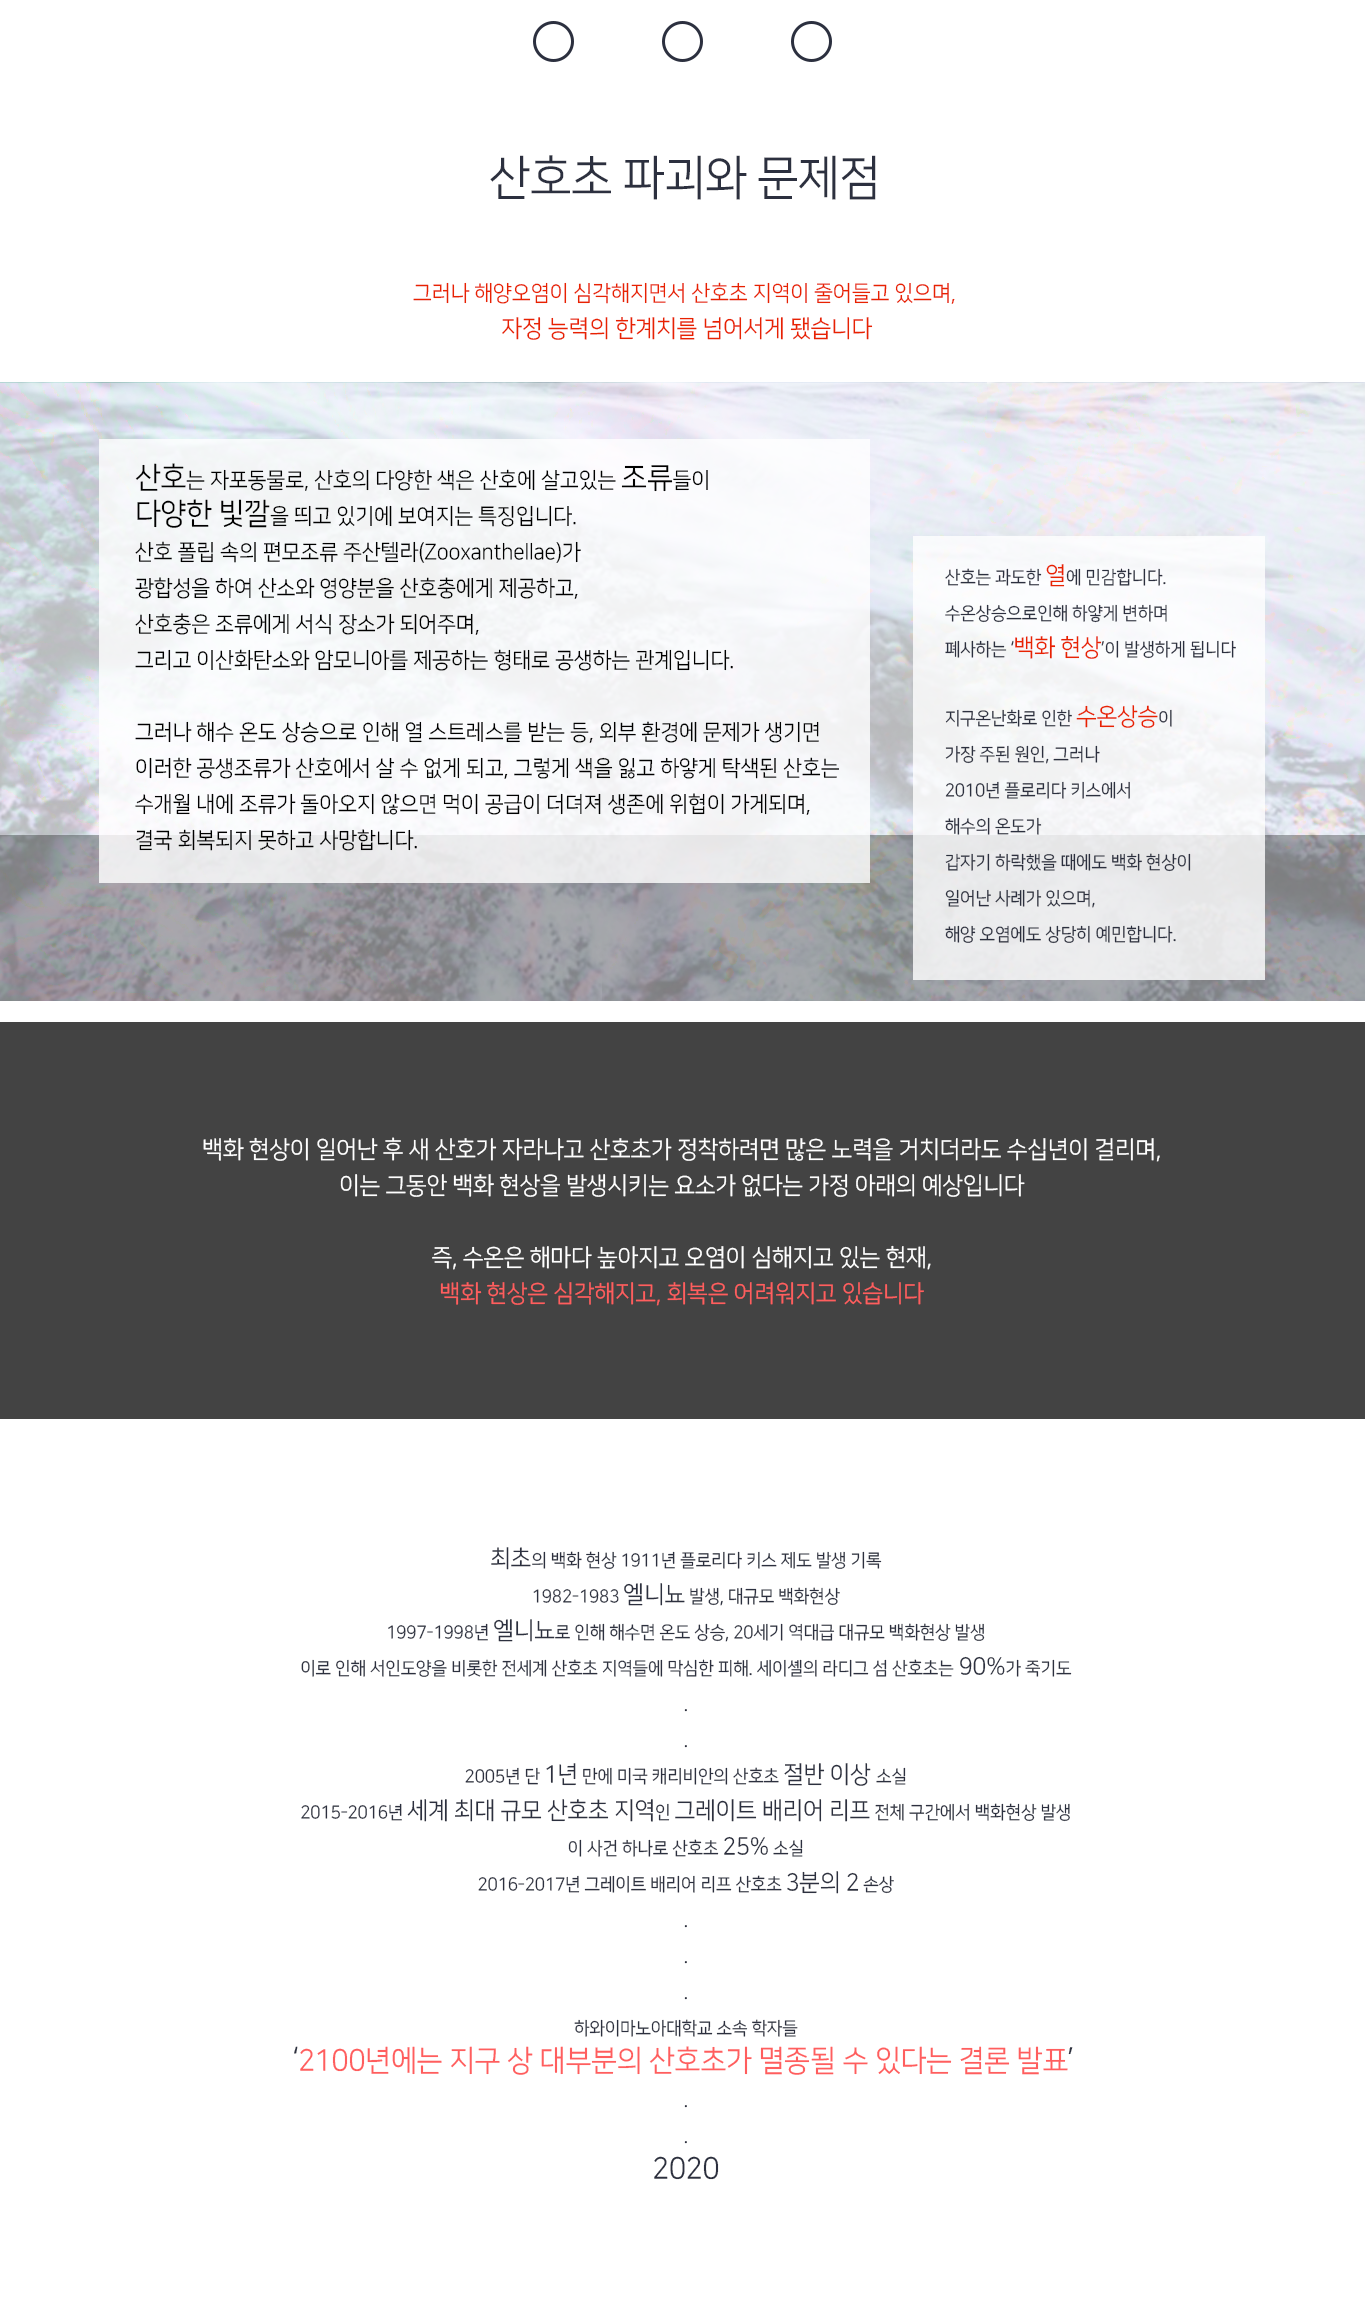 산호초 파괴와 문제점
그러나 해양오염이 심각해지면서 산호초 지역이 줄어들고 있으며,
자정 능력의 한계치를 넘어서게 됐습니다
산호는 자포동물로, 산호의 다양한 색은 산호에 살고있는 조류들이
다양한 빛깔을 띄고 있기에 보여지는 특징입니다.
산호 폴립 속의 편모조류 주산텔라(Zooxanthellae)가
광합성을 하여 산소와 영양분을 산호충에게 제공하고,
산호충은 조류에게 서식 장소가 되어주며,
그리고 이산화탄소와 암모니아를 제공하는 형태로 공생하는 관계입니다.
그러나 해수 온도 상승으로 인해 열 스트레스를 받는 등, 외부 환경에 문제가 생기면
이러한 공생조류가 산호에서 살 수 없게 되고, 그렇게 색을 잃고 하얗게 탁색된 산호는
수개월 내에 조류가 돌아오지 않으면 먹이 공급이 더뎌져 생존에 위협이 가게되며,
결국 회복되지 못하고 사망합니다.
산호는 과도한 열에 민감합니다.
수온상승으로인해 하얗게 변하며
폐사하는 '백화 현상'이 발생하게 됩니다
지구온난화로 인한 수온상승이
가장 주된 원인, 그러나
2010년 플로리다 키스에서
해수의 온도가
갑자기 하락했을 때에도 백화 현상이
일어난 사례가 있으며,
해양 오염에도 상당히 예민합니다.
백화 현상이 일어난 후 새 산호가 자라나고 산호초가 정착하려면 많은 노력을 거치더라도 수십년이 걸리며,
이는 그동안 백화 현상을 발생시키는 요소가 없다는 가정 아래의 예상입니다
즉, 수온은 해마다 높아지고 오염이 심해지고 있는 현재,
백화 현상은 심각해지고, 회복은 어려워지고 있습니다
최초의 백화 현상 1911년 플로리다 키스 제도 발생 기록
1982-1983 엘니뇨 발생, 대규모 백화현상
1997-1998년 엘니뇨로 인해 해수면 온도 상승, 20세기 역대급 대규모 백화현상 발생
이로 인해 서인도양을 비롯한 전세계 산호초 지역들에 막심한 피해. 세이셸의 라디그 섬 산호초는 90%가 죽기도
.
.
2005년 단 1년 만에 미국 캐리비안의 산호초 절반 이상 소실
2015-2016년 세계 최대 규모 산호초 지역인 그레이트 배리어 리프 전체 구간에서 백화현상 발생
이 사건 하나로 산호초 25% 소실
2016-2017년 그레이트 배리어 리프 산호초 3분의 2 손상
.
.
.
하와이마노아대학교 소속 학자들
'2100년에는 지구 상 대부분의 산호초가 멸종될 수 있다는 결론 발표'
.
.
2020